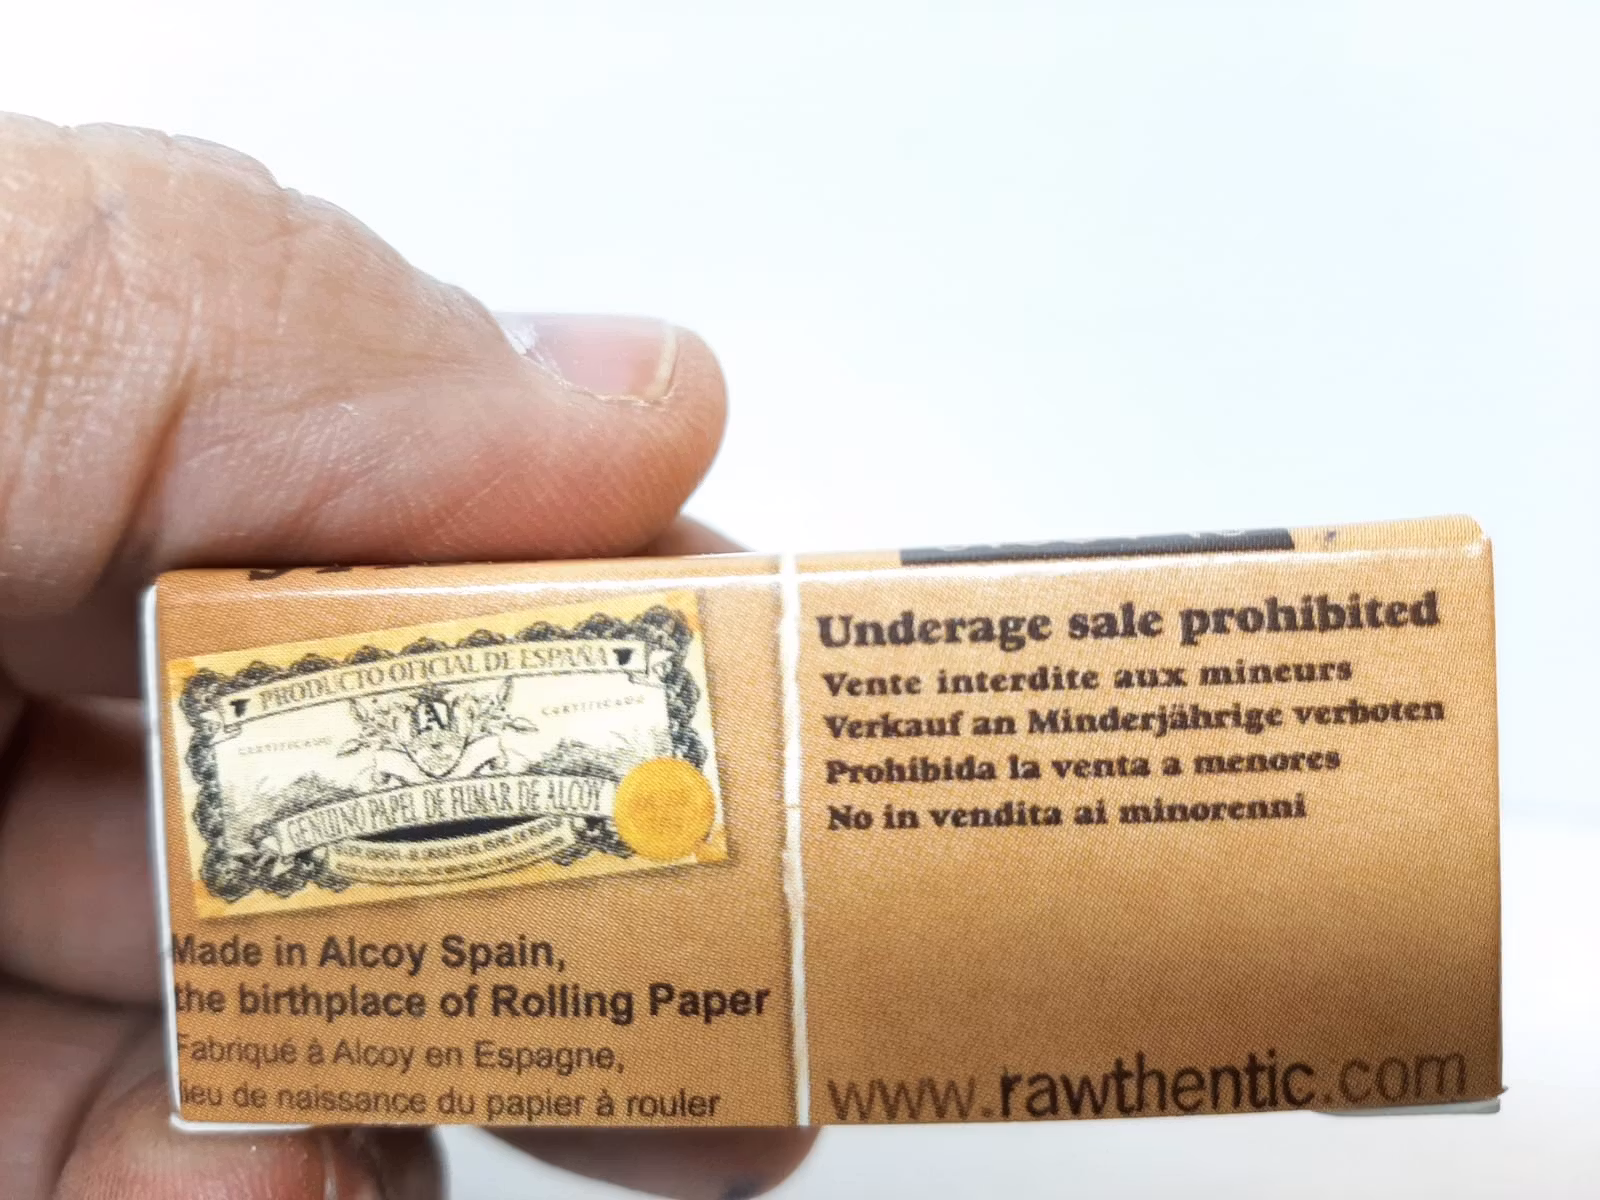 PRODUCTO OFICIAL DE ESPAÑA
CERTIFICADO
CERTIFICADO
A
GENUINO PAPEL DE FUMAR DE ALCOY
Made in Alcoy Spain,
the birthplace of Rolling Paper
Fabriqué à Alcoy en Espagne,
lieu de naissance du papier à rouler
Underage sale prohibited
Vente interdite aux mineurs
Verkauf an Minderjährige verboten
Prohibida la venta a menores
No in vendita ai minorenni
www.rawthentic.com